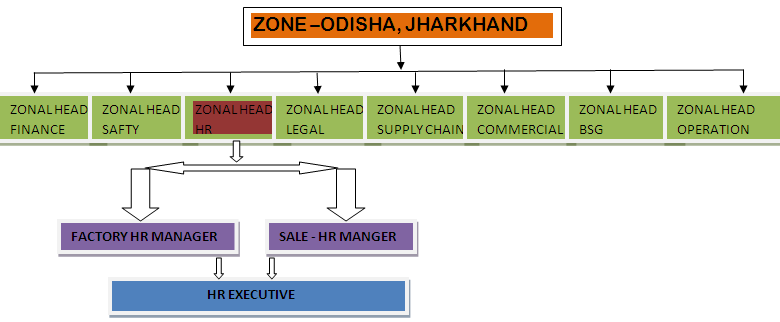 ZONE –ODISHA, JHARKHAND
ZONAL HEAD
FINANCE
ZONAL HEAD
SAFTY
ZONAL HEAD
HR
ZONAL HEAD
LEGAL
ZONAL HEAD
SUPPLY CHAIN
ZONAL HEAD
COMMERCIAL
ZONAL HEAD
BSG
ZONAL HEAD
OPERATION
FACTORY HR MANAGER
SALE - HR MANGER
HR EXECUTIVE